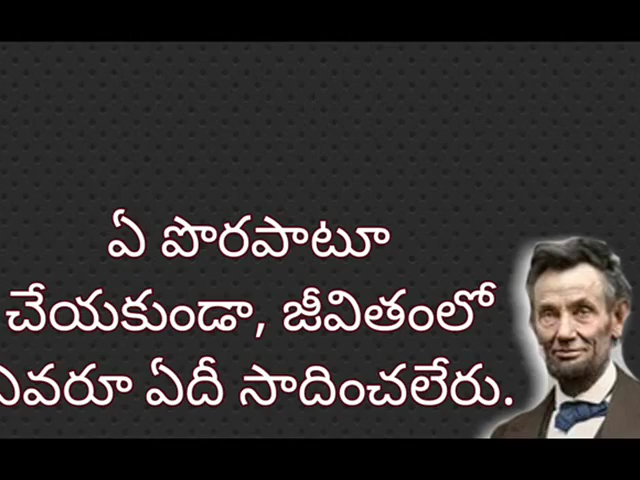 ఏ పొరపాటూ
చేయకుండా, జీవితంలో
ఎవరూ ఏదీ సాదించలేరు.